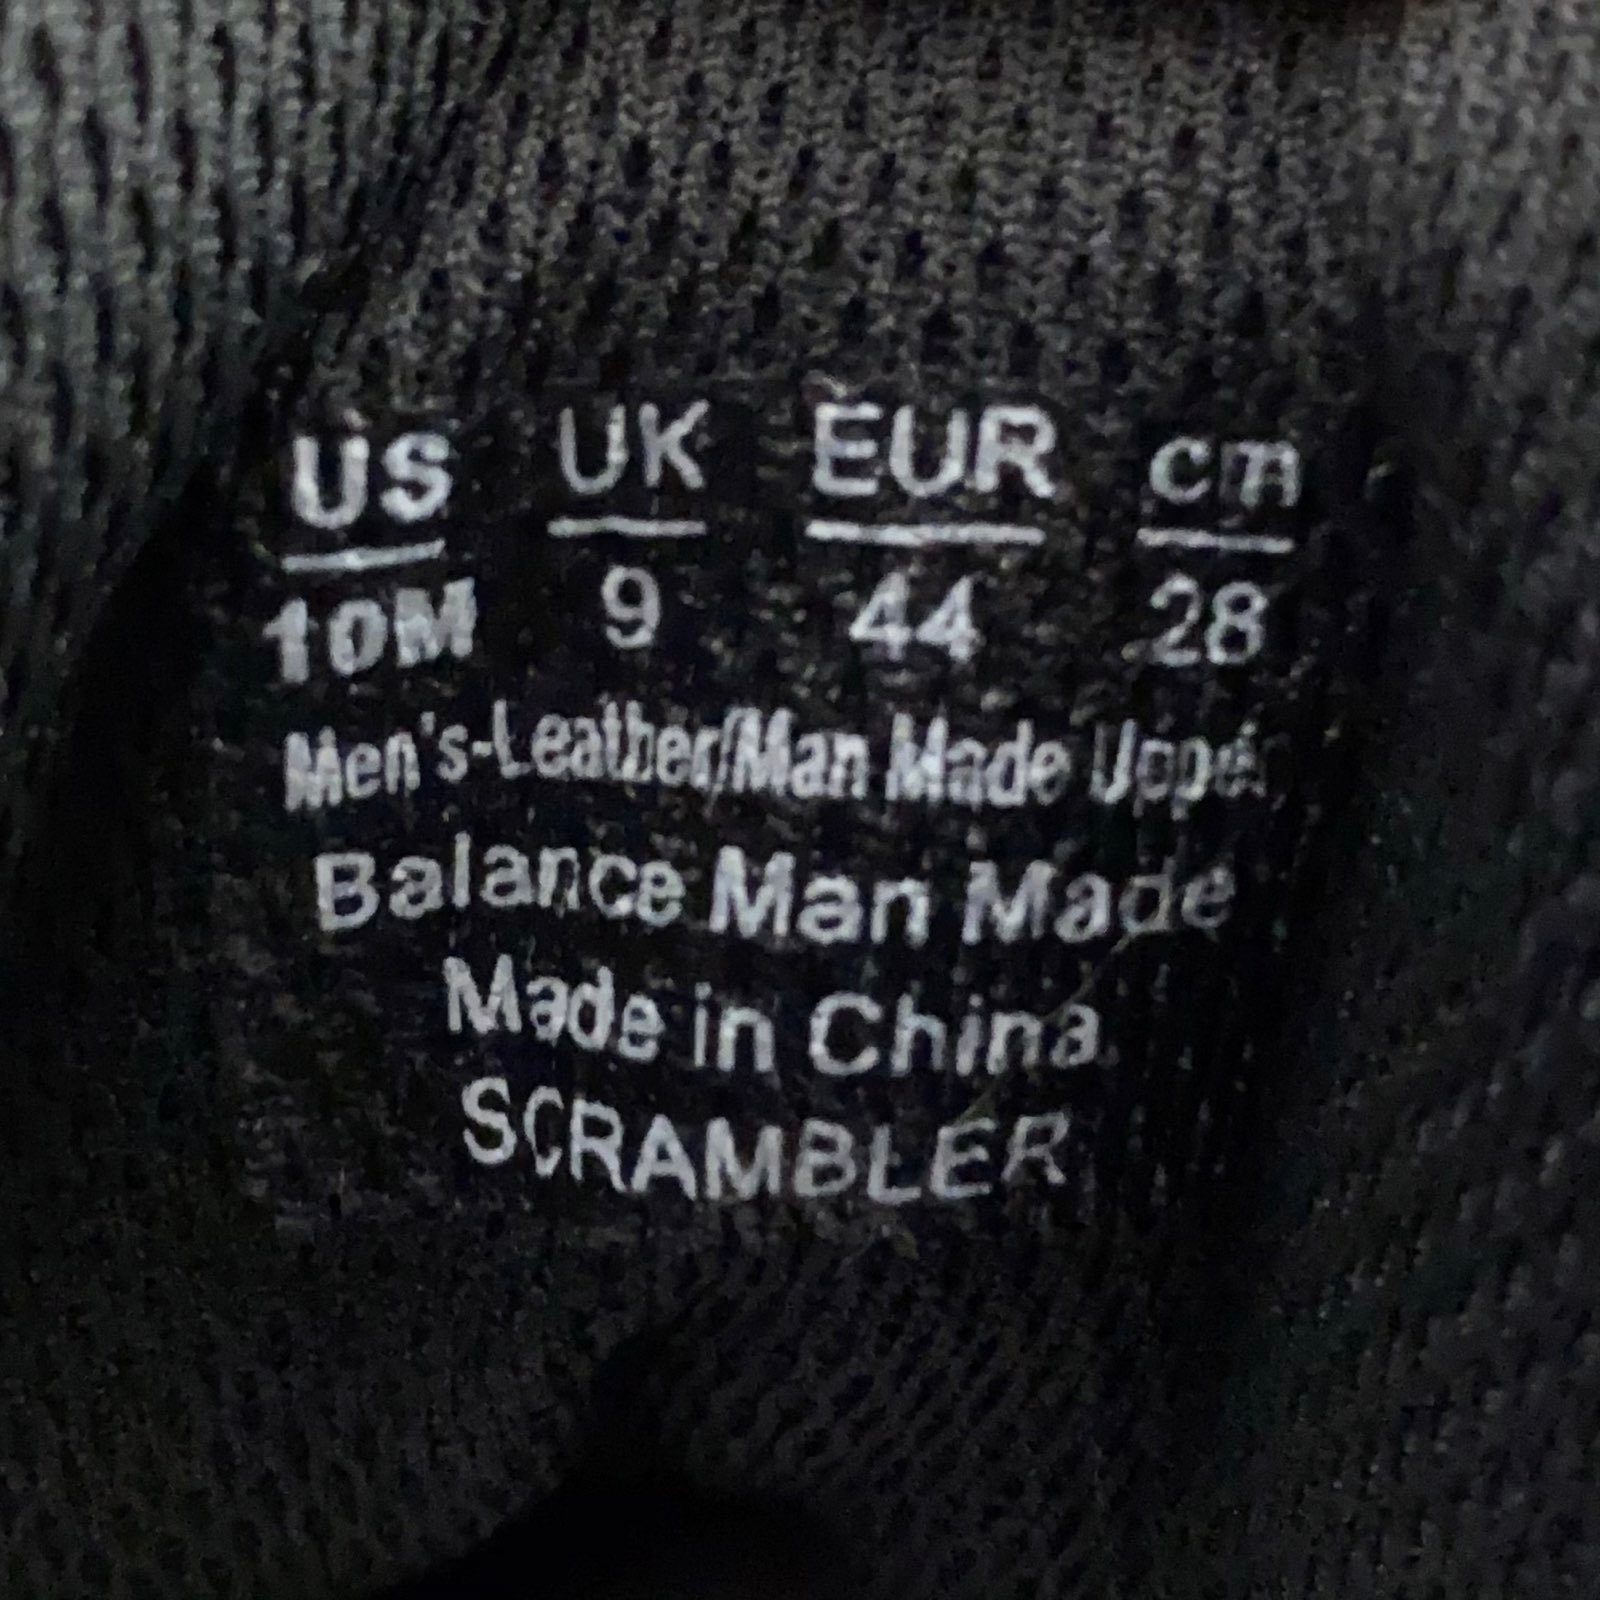 US UK EUR cm
10M 9 44 28
Men's-Leather/Man Made Upper
Balance Man Made
Made in China
SCRAMBLER